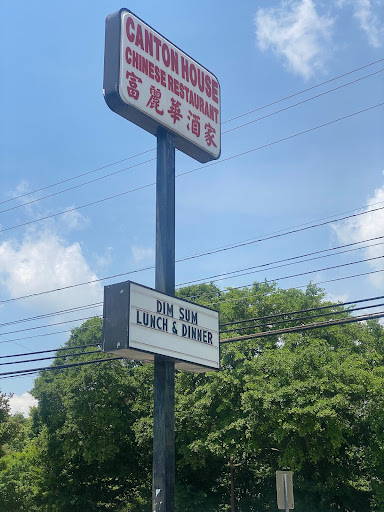 CANTON HOUSE
CHINESE RESTAURANT
富麗華酒家
DIM SUM
LUNCH & DINNER